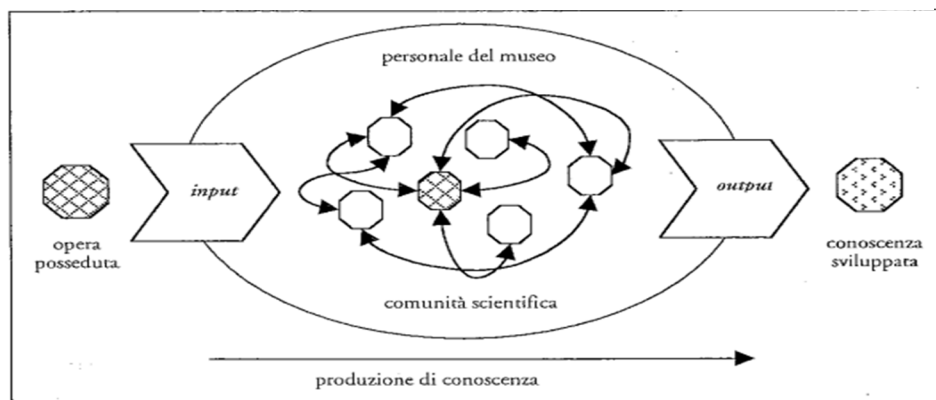 personale del museo
input
output
opera
posseduta
conoscenza
sviluppata
comunità scientifica
produzione di conoscenza